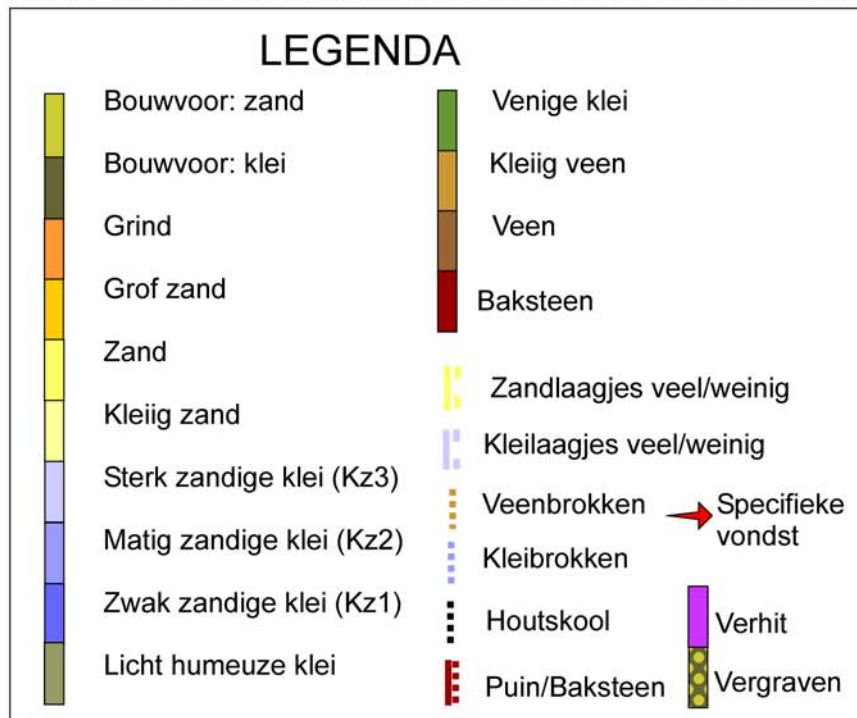 LEGENDA
Bouwvoor: zand
Bouwvoor: klei
Grind
Grof zand
Zand
Kleiig zand
Sterk zandige klei (Kz3)
Matig zandige klei (Kz2)
Zwak zandige klei (Kz1)
Licht humeuze klei
Venige klei
Kleiig veen
Veen
Baksteen
Zandlaagjes veel/weinig
Kleilaagjes veel/weinig
Veenbrokken
Kleibrokken
Houtskool
Puin/Baksteen
Specifieke
vondst
Verhit
Vergraven